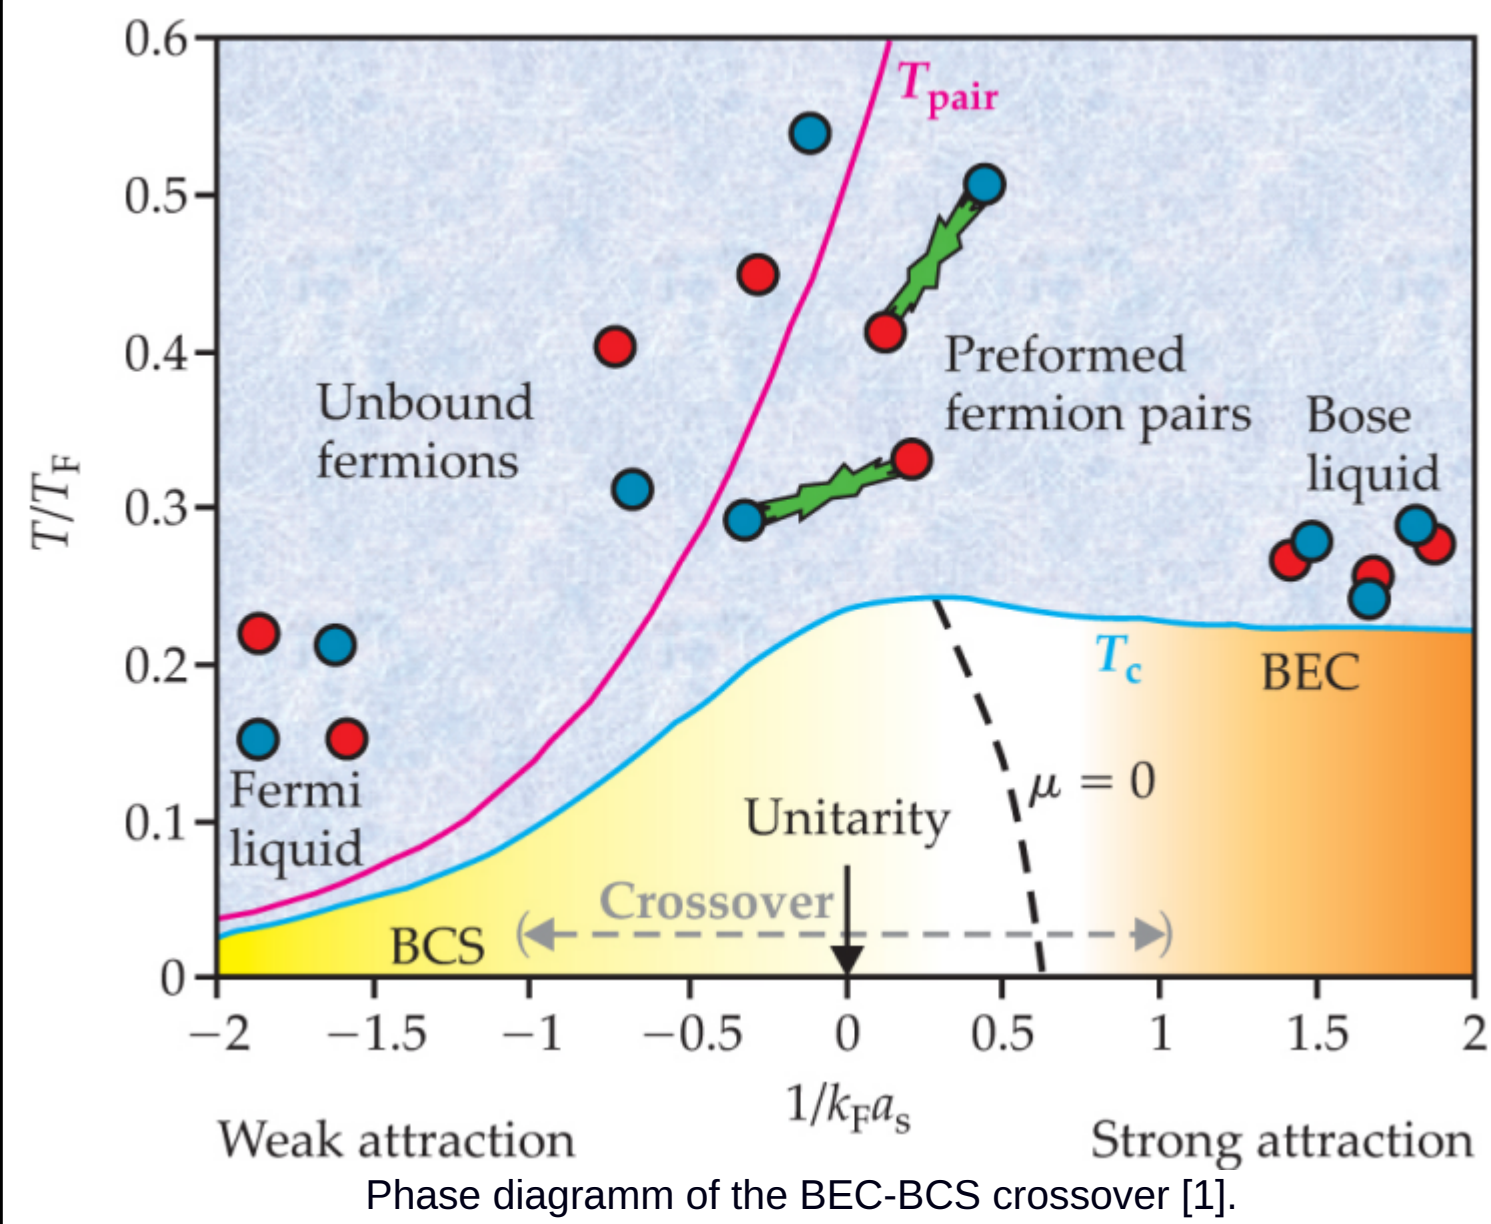 0.6
T_pair
0.5
0.4
Preformed
fermion pairs
Unbound
fermions
Bose
liquid
T/T_F
0.3
0.2
T_c
BEC
Fermi
liquid
μ = 0
0.1
Unitarity
Crossover
BCS
( )
0
−2 −1.5 −1 −0.5 0 0.5 1 1.5 2
1/k_F a_s
Weak attraction Strong attraction
Phase diagramm of the BEC-BCS crossover [1].